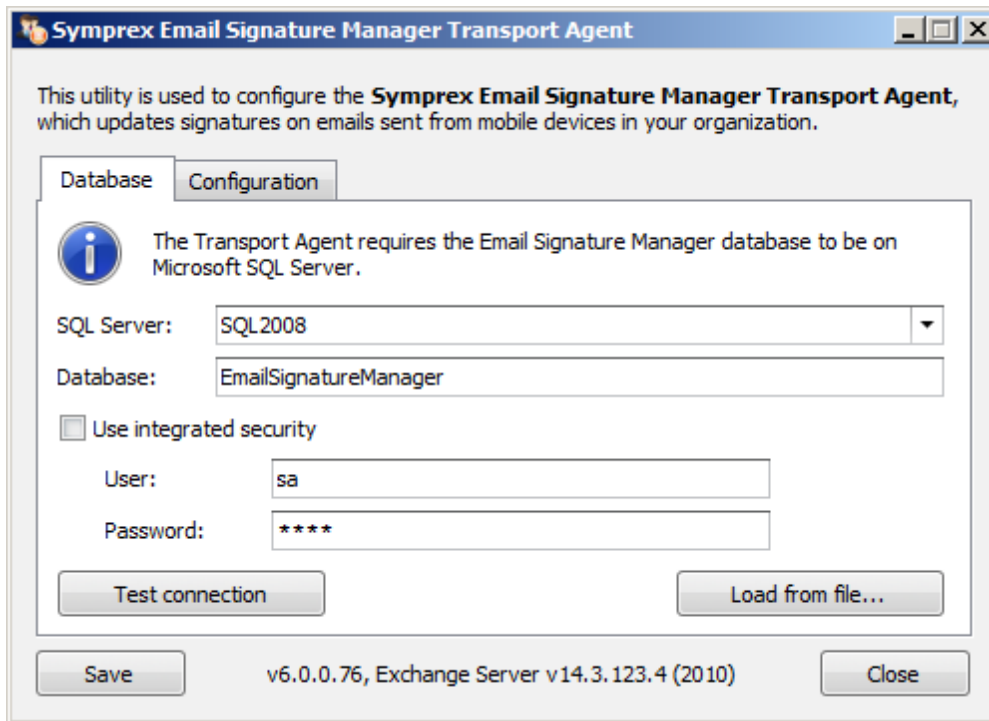 Symprex Email Signature Manager Transport Agent
This utility is used to configure the Symprex Email Signature Manager Transport Agent,
which updates signatures on emails sent from mobile devices in your organization.
Database Configuration
The Transport Agent requires the Email Signature Manager database to be on
Microsoft SQL Server.
SQL Server: SQL2008
Database: EmailSignatureManager
Use integrated security
User: sa
Password: ****
Test connection Load from file...
Save v6.0.0.76, Exchange Server v14.3.123.4 (2010) Close